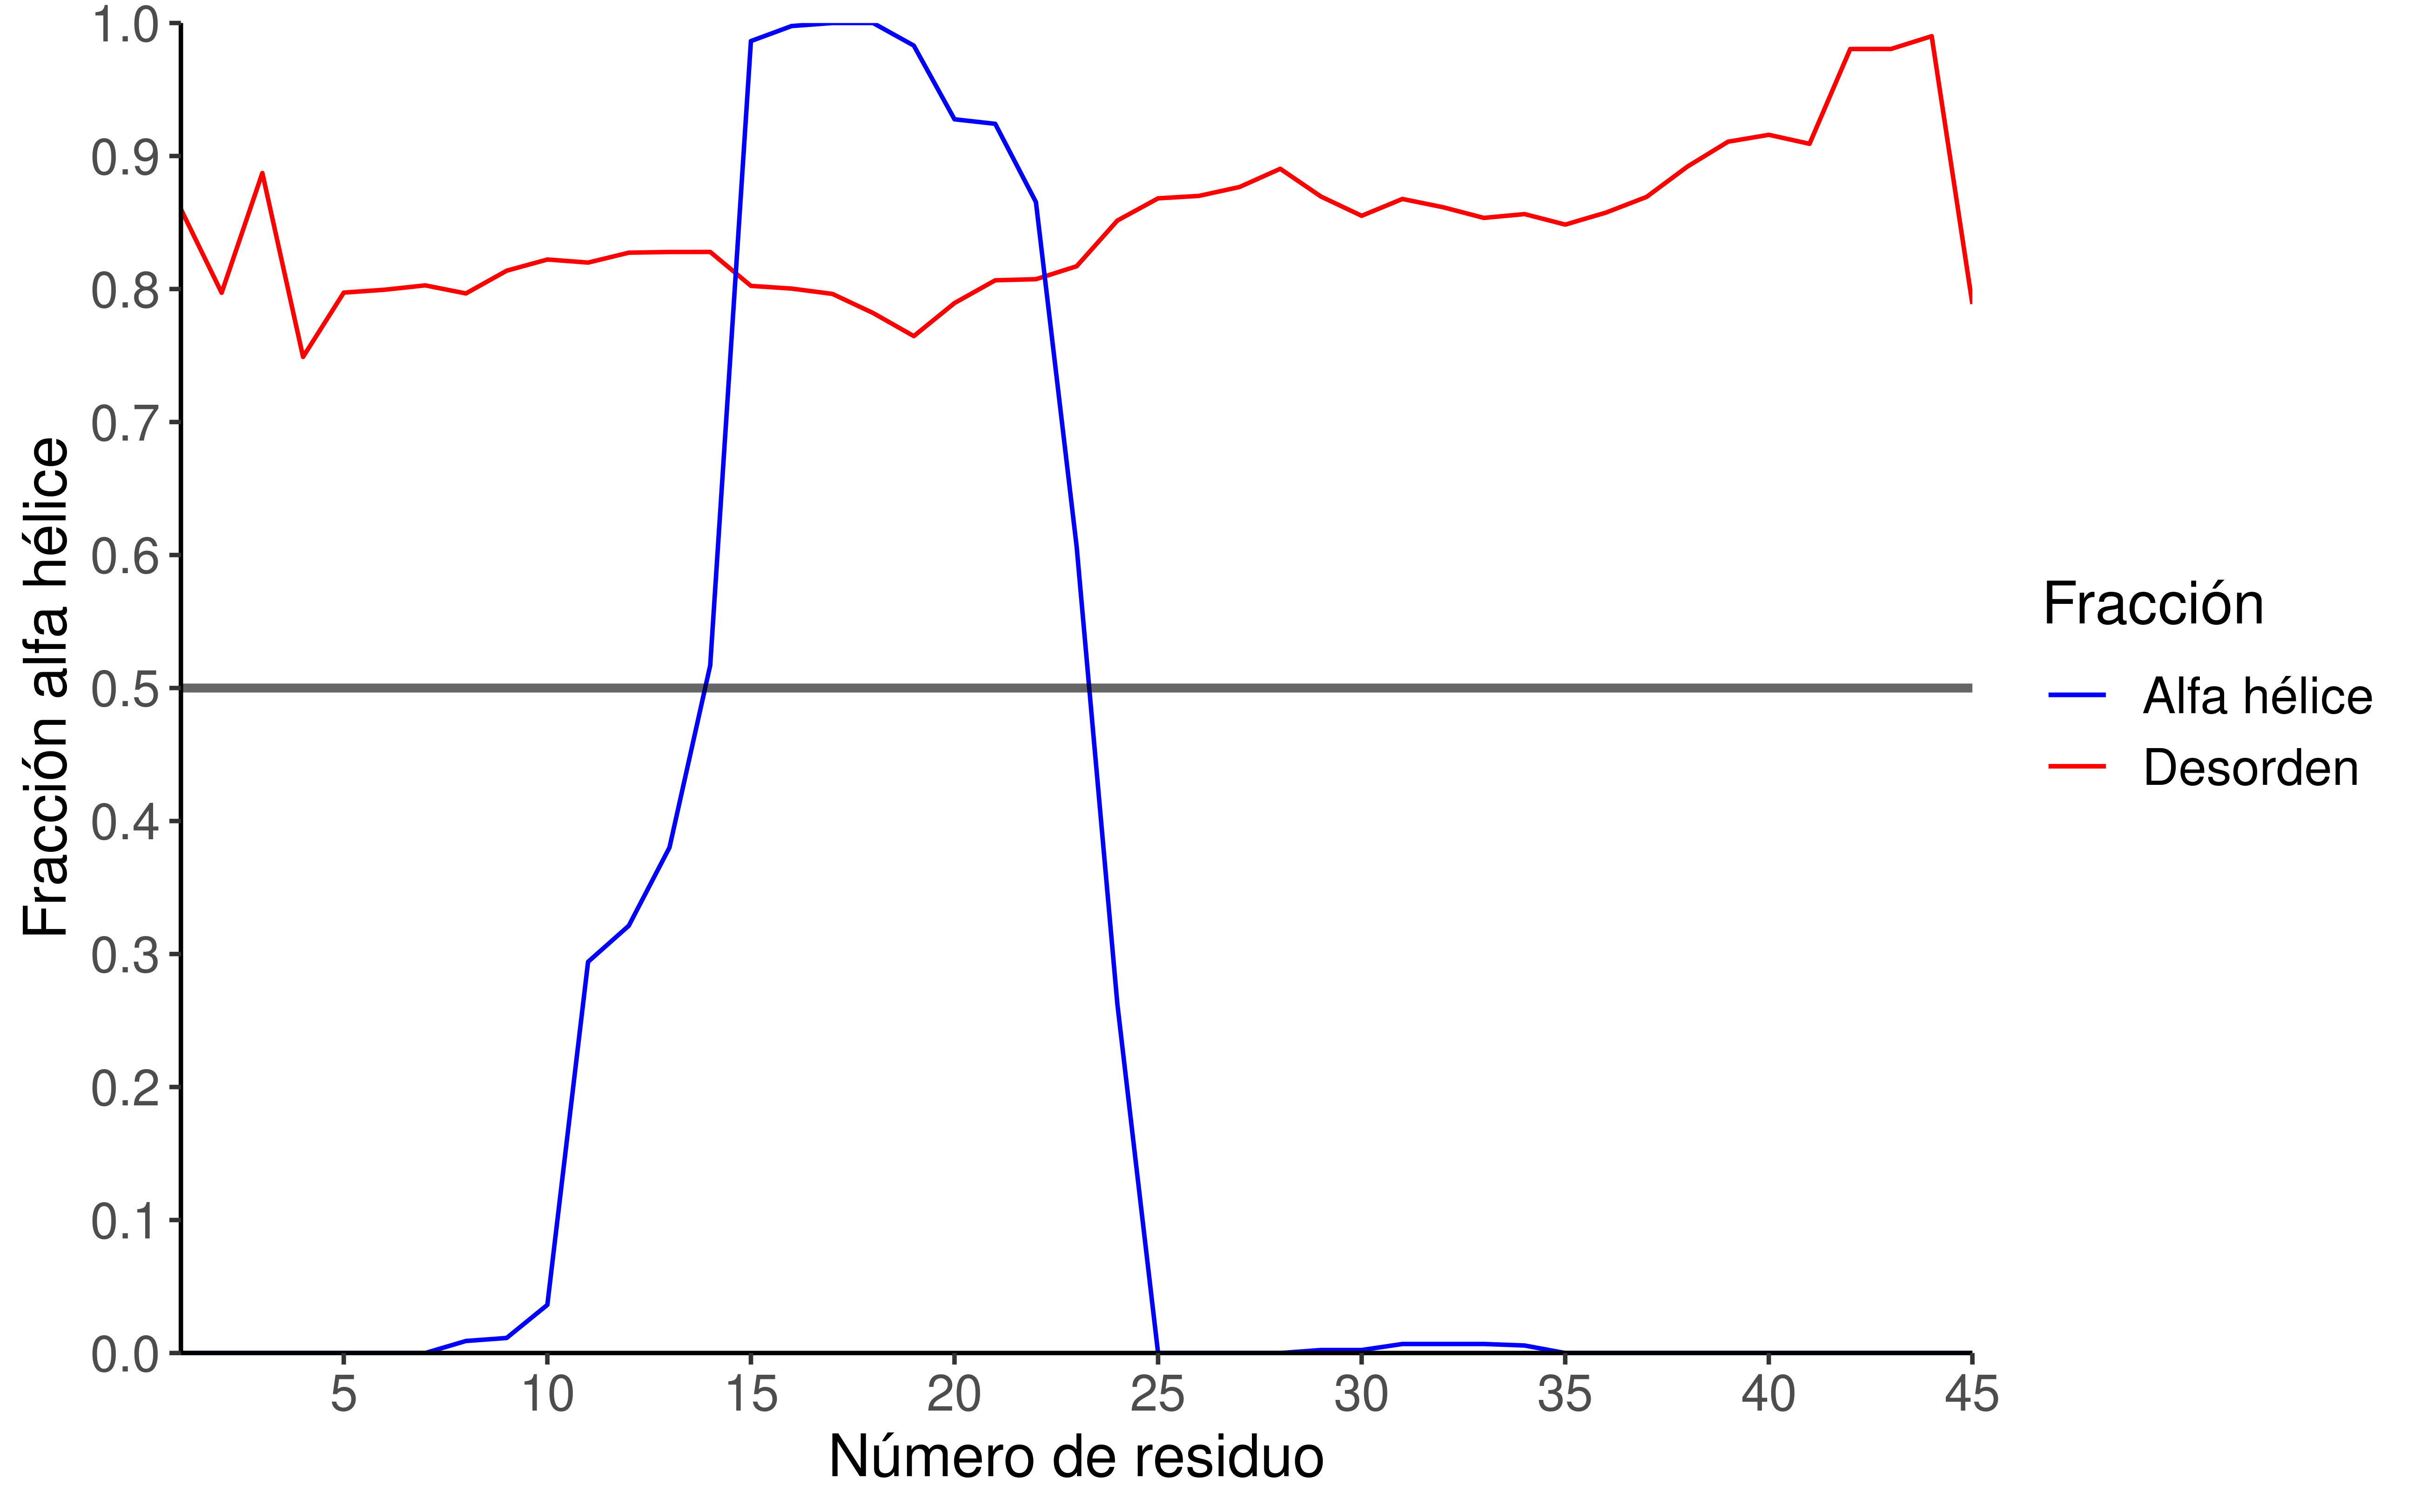 Fracción alfa hélice
1.0
0.9
0.8
0.7
0.6
0.5
0.4
0.3
0.2
0.1
0.0
5 10 15 20 25 30 35 40 45
Número de residuo
Fracción
Alfa hélice
Desorden